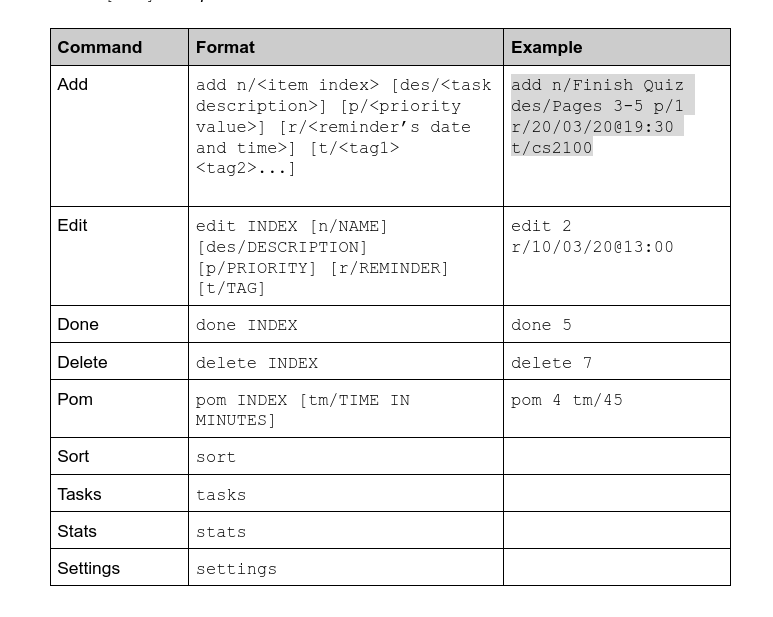 Command Format Example
Add
add n/<item index> [des/<task
description>] [p/<priority
value>] [r/<reminder’s date
and time>] [t/<tag1>
<tag2>...]
add n/Finish Quiz
des/Pages 3-5 p/1
r/20/03/20@19:30
t/cs2100
Edit
edit INDEX [n/NAME]
[des/DESCRIPTION]
[p/PRIORITY] [r/REMINDER]
[t/TAG]
edit 2
r/10/03/20@13:00
Done done INDEX done 5
Delete delete INDEX delete 7
Pom
pom INDEX [tm/TIME IN
MINUTES]
pom 4 tm/45
Sort sort
Tasks tasks
Stats stats
Settings settings